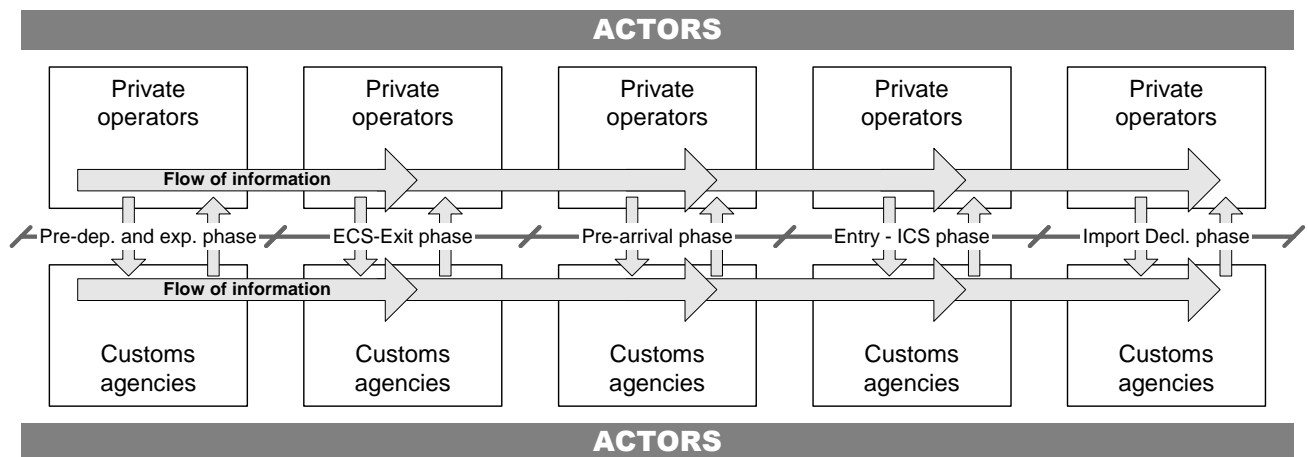 ACTORS
Private
operators
Private
operators
Private
operators
Private
operators
Private
operators
Flow of information
Pre-dep. and exp. phase
ECS-Exit phase
Pre-arrival phase
Entry - ICS phase
Import Decl. phase
Flow of information
Customs
agencies
Customs
agencies
Customs
agencies
Customs
agencies
Customs
agencies
ACTORS